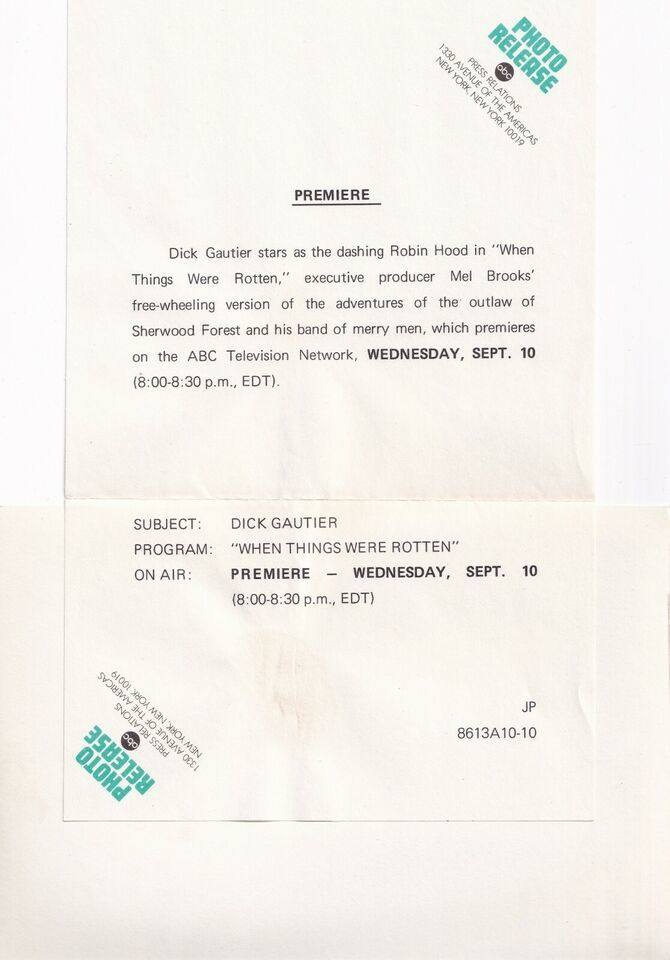 PHOTO
RELEASE
abc
PRESS RELATIONS
1330 AVENUE OF THE AMERICAS
NEW YORK, NEW YORK 10019
PREMIERE
Dick Gautier stars as the dashing Robin Hood in "When
Things Were Rotten," executive producer Mel Brooks'
free-wheeling version of the adventures of the outlaw of
Sherwood Forest and his band of merry men, which premieres
on the ABC Television Network, WEDNESDAY, SEPT. 10
(8:00-8:30 p.m., EDT).
SUBJECT: DICK GAUTIER
PROGRAM: "WHEN THINGS WERE ROTTEN"
ON AIR: PREMIERE — WEDNESDAY, SEPT. 10
(8:00-8:30 p.m., EDT)
JP
8613A10-10
PHOTO
RELEASE
abc
PRESS RELATIONS
1330 AVENUE OF THE AMERICAS
NEW YORK, NEW YORK 10019